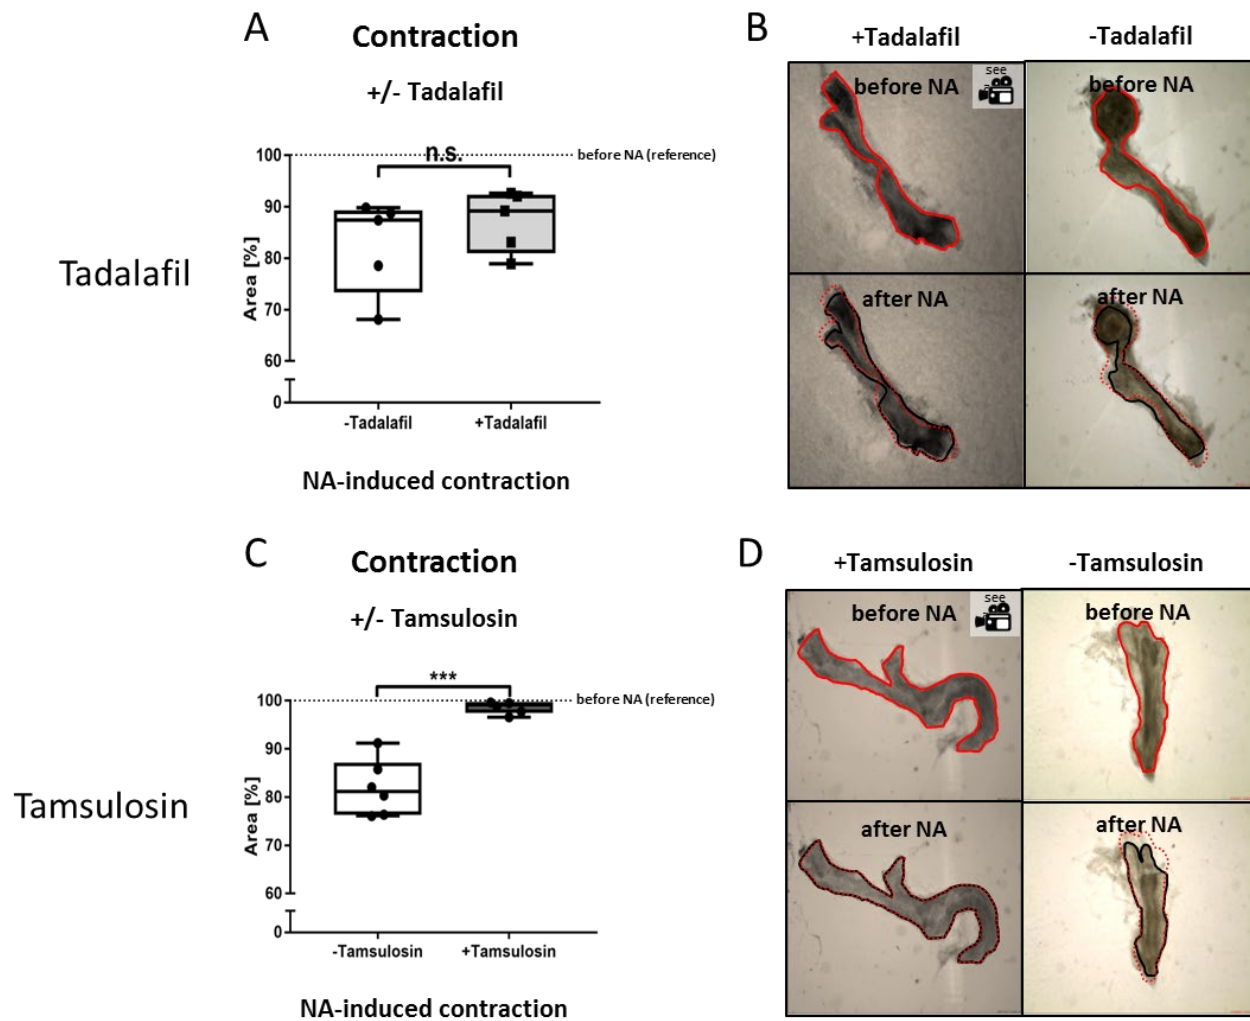 A
Contraction
+/- Tadalafil
Tadalafil
Area [%]
100
90
80
70
60
0
n.s.
before NA (reference)
-Tadalafil
+Tadalafil
NA-induced contraction
B
+Tadalafil
-Tadalafil
before NA
see
before NA
after NA
after NA
C
Contraction
+/- Tamsulosin
Tamsulosin
Area [%]
100
90
80
70
60
0
***
before NA (reference)
-Tamsulosin
+Tamsulosin
NA-induced contraction
D
+Tamsulosin
-Tamsulosin
before NA
see
before NA
after NA
after NA